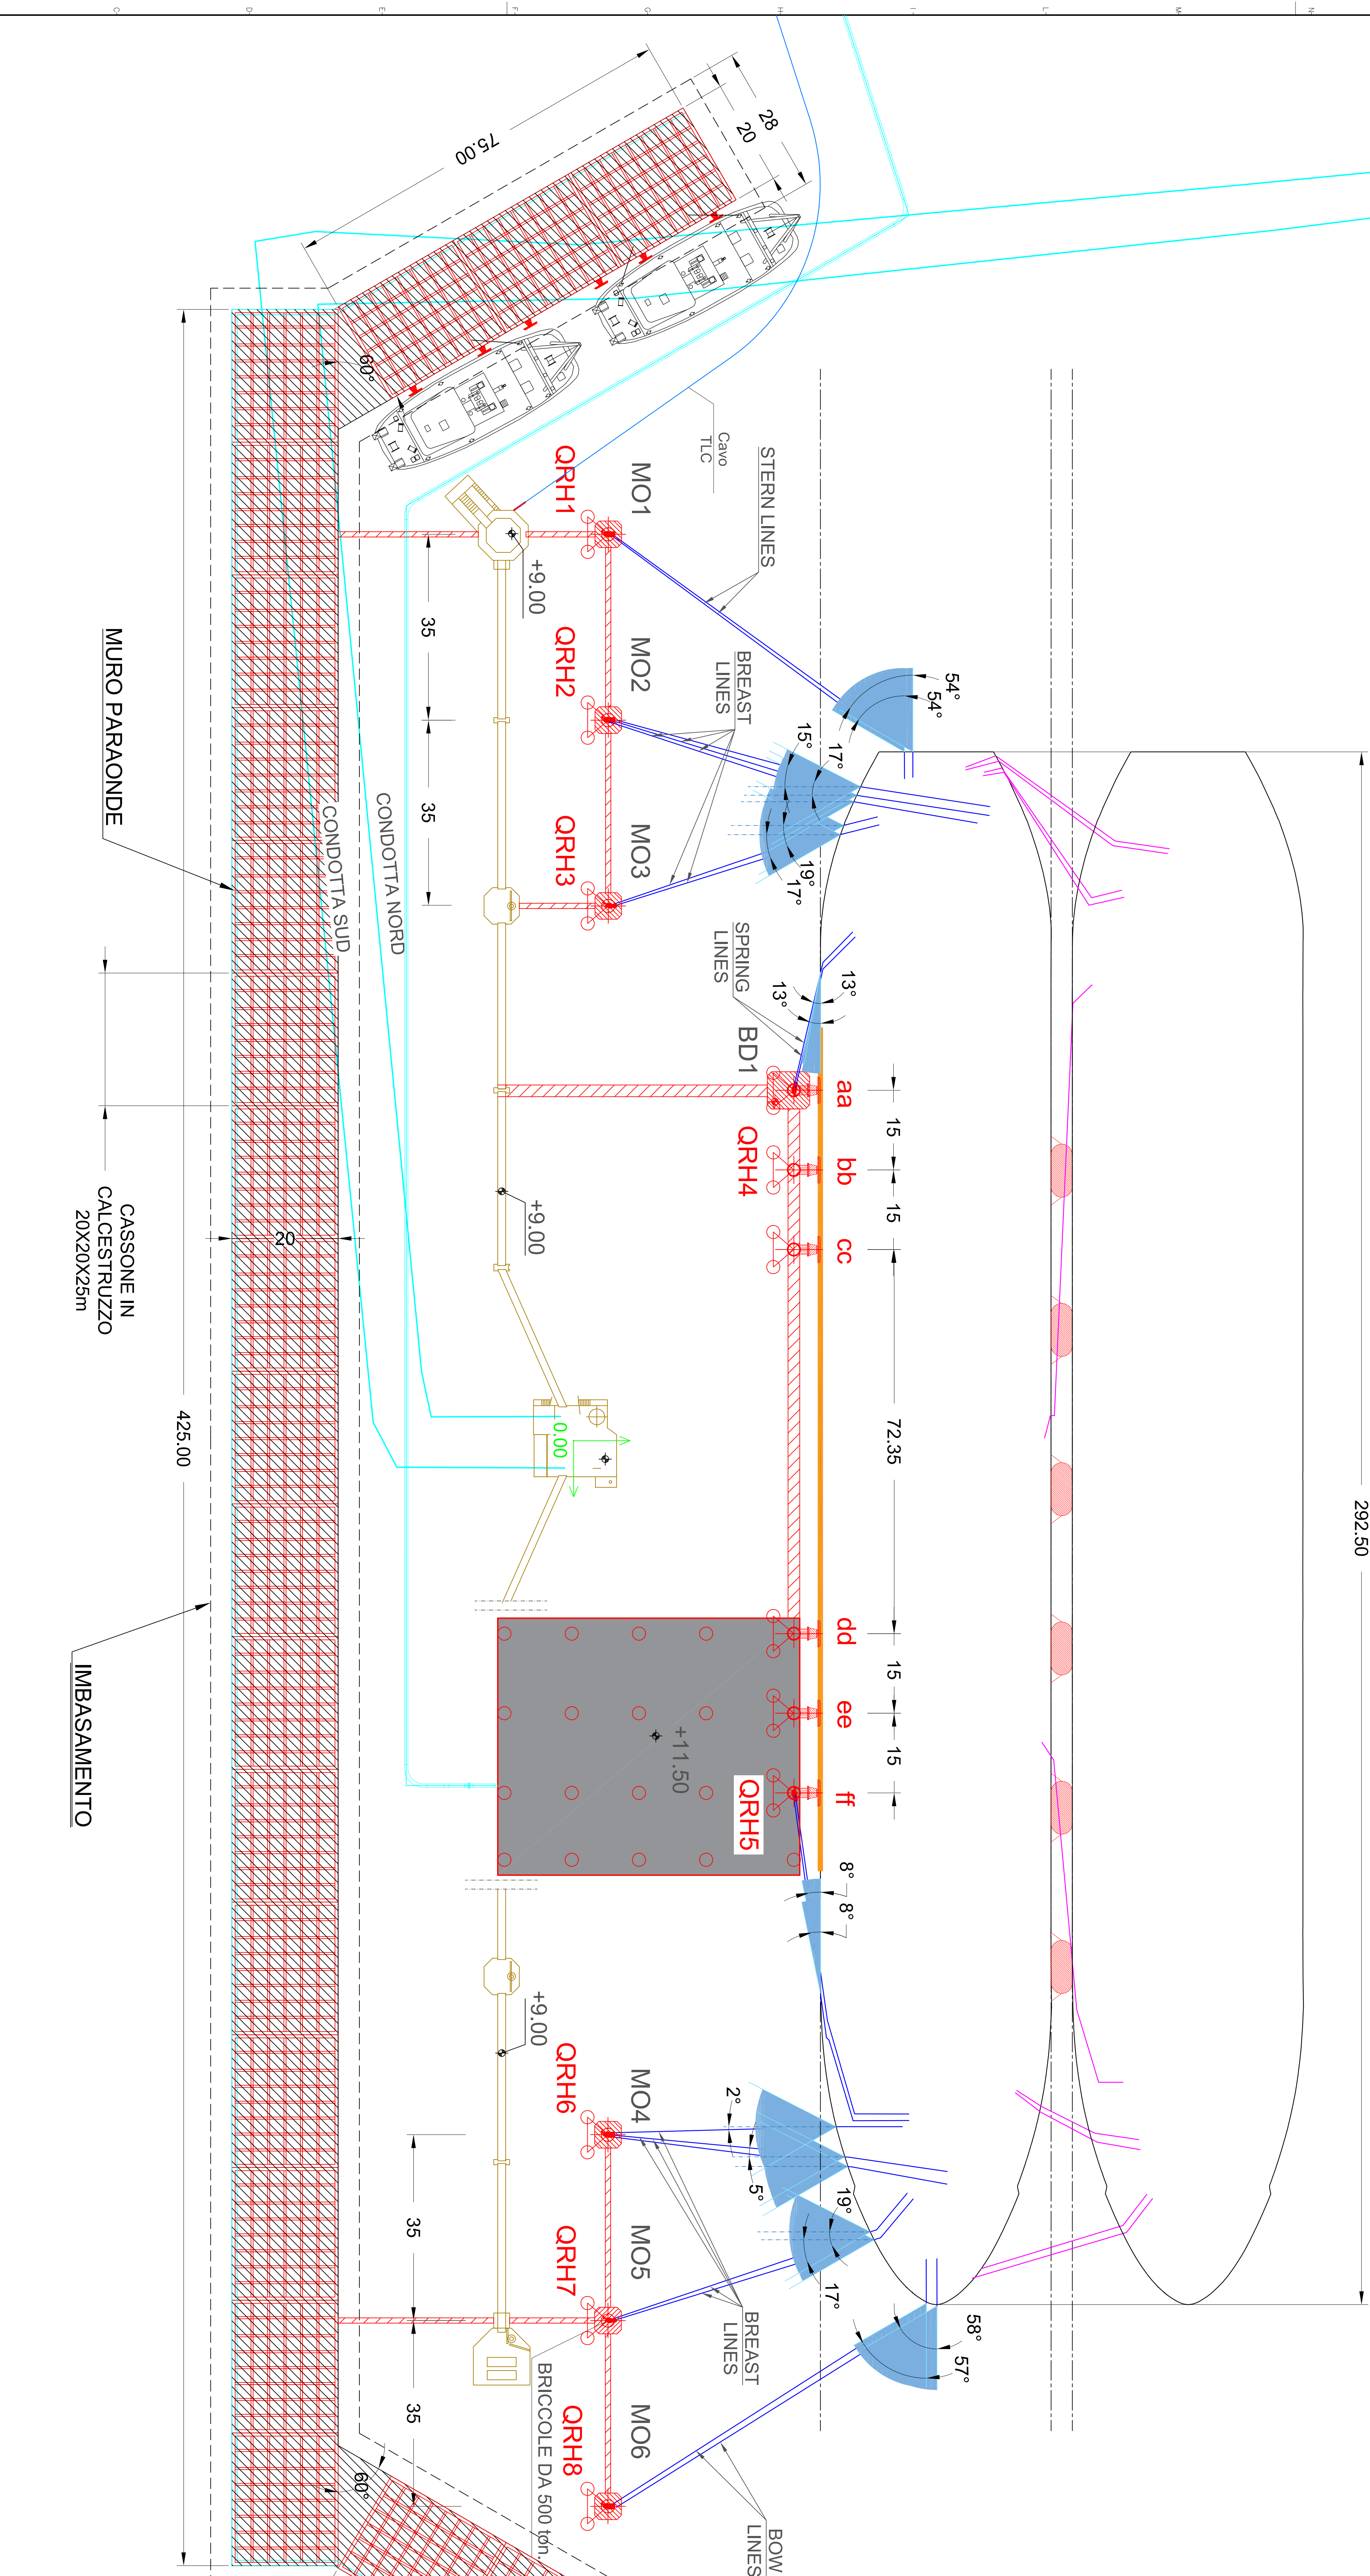 N
M
L
I
H
G
F
E
D
C
292.50
54°
54°
58°
57°
15
15
72.35
15
15
aa
bb
cc
dd
ee
ff
13°
13°
8°
8°
17°
15°
19°
17°
19°
17°
2°
5°
28
20
75.00
STERN LINES
BREAST
LINES
SPRING
LINES
BREAST
LINES
BOW
LINES
Cavo
TLC
BD1
QRH4
QRH5
+11.50
MO1
MO2
MO3
MO4
MO5
MO6
QRH1
QRH2
QRH3
QRH6
QRH7
QRH8
0.00
+9.00
+9.00
+9.00
BRICCOLE DA 500 ton.
35
35
35
35
CONDOTTA NORD
CONDOTTA SUD
60°
60°
20
425.00
MURO PARAONDE
CASSONE IN
CALCESTRUZZO
20X20X25m
IMBASAMENTO